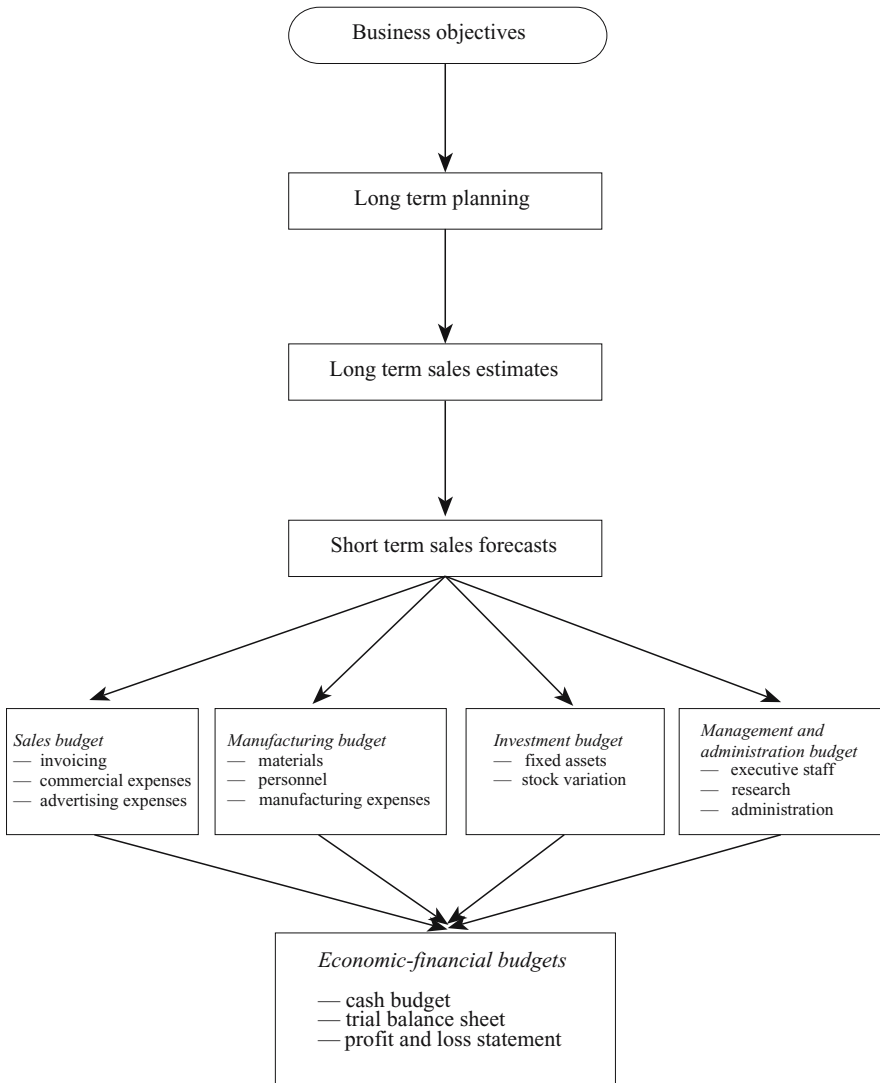 Business objectives
Long term planning
Long term sales estimates
Short term sales forecasts
Sales budget
— invoicing
— commercial expenses
— advertising expenses
Manufacturing budget
— materials
— personnel
— manufacturing expenses
Investment budget
— fixed assets
— stock variation
Management and
administration budget
— executive staff
— research
— administration
Economic-financial budgets
— cash budget
— trial balance sheet
— profit and loss statement